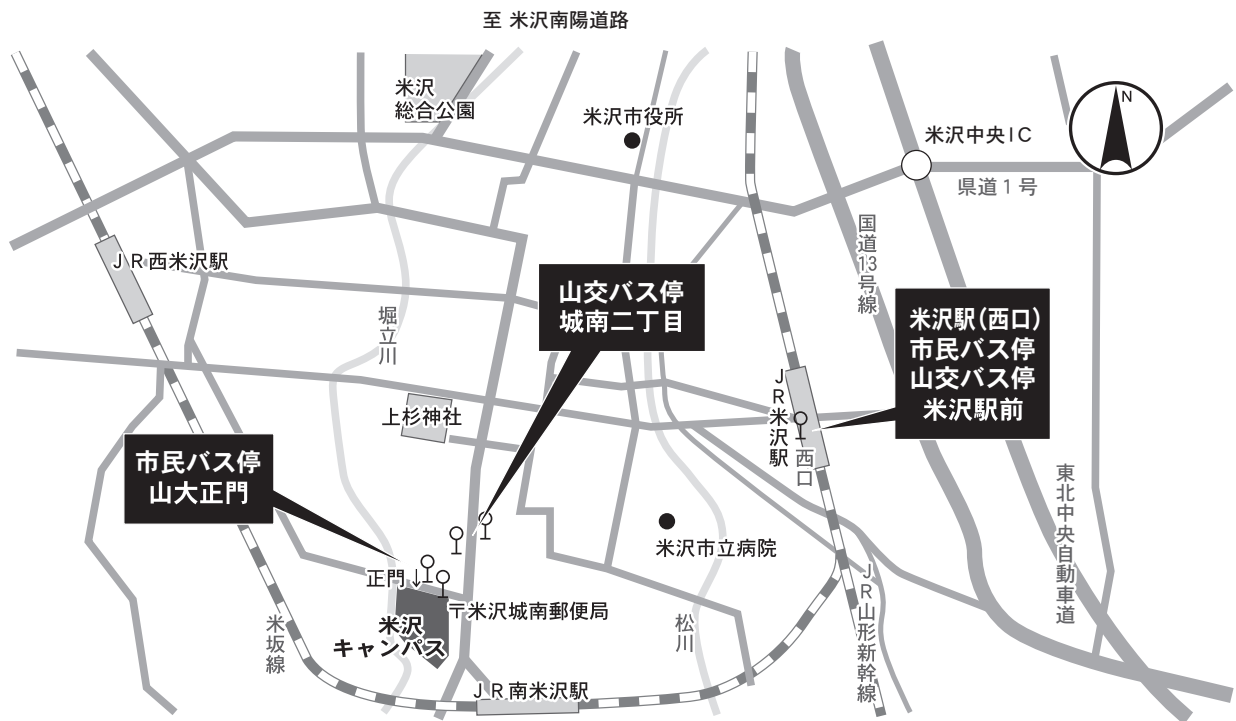 至 米沢南陽道路
米沢
総合公園
米沢市役所
N
米沢中央IC
県道1号
国道13号線
JR西米沢駅
山交バス停
城南二丁目
堀立川
米沢駅(西口)
市民バス停
山交バス停
米沢駅前
JR米沢駅
西口
上杉神社
市民バス停
山大正門
東北中央自動車道
米沢市立病院
正門↓
〒米沢城南郵便局
米沢
キャンパス
米坂線
松川
JR山形新幹線
JR南米沢駅